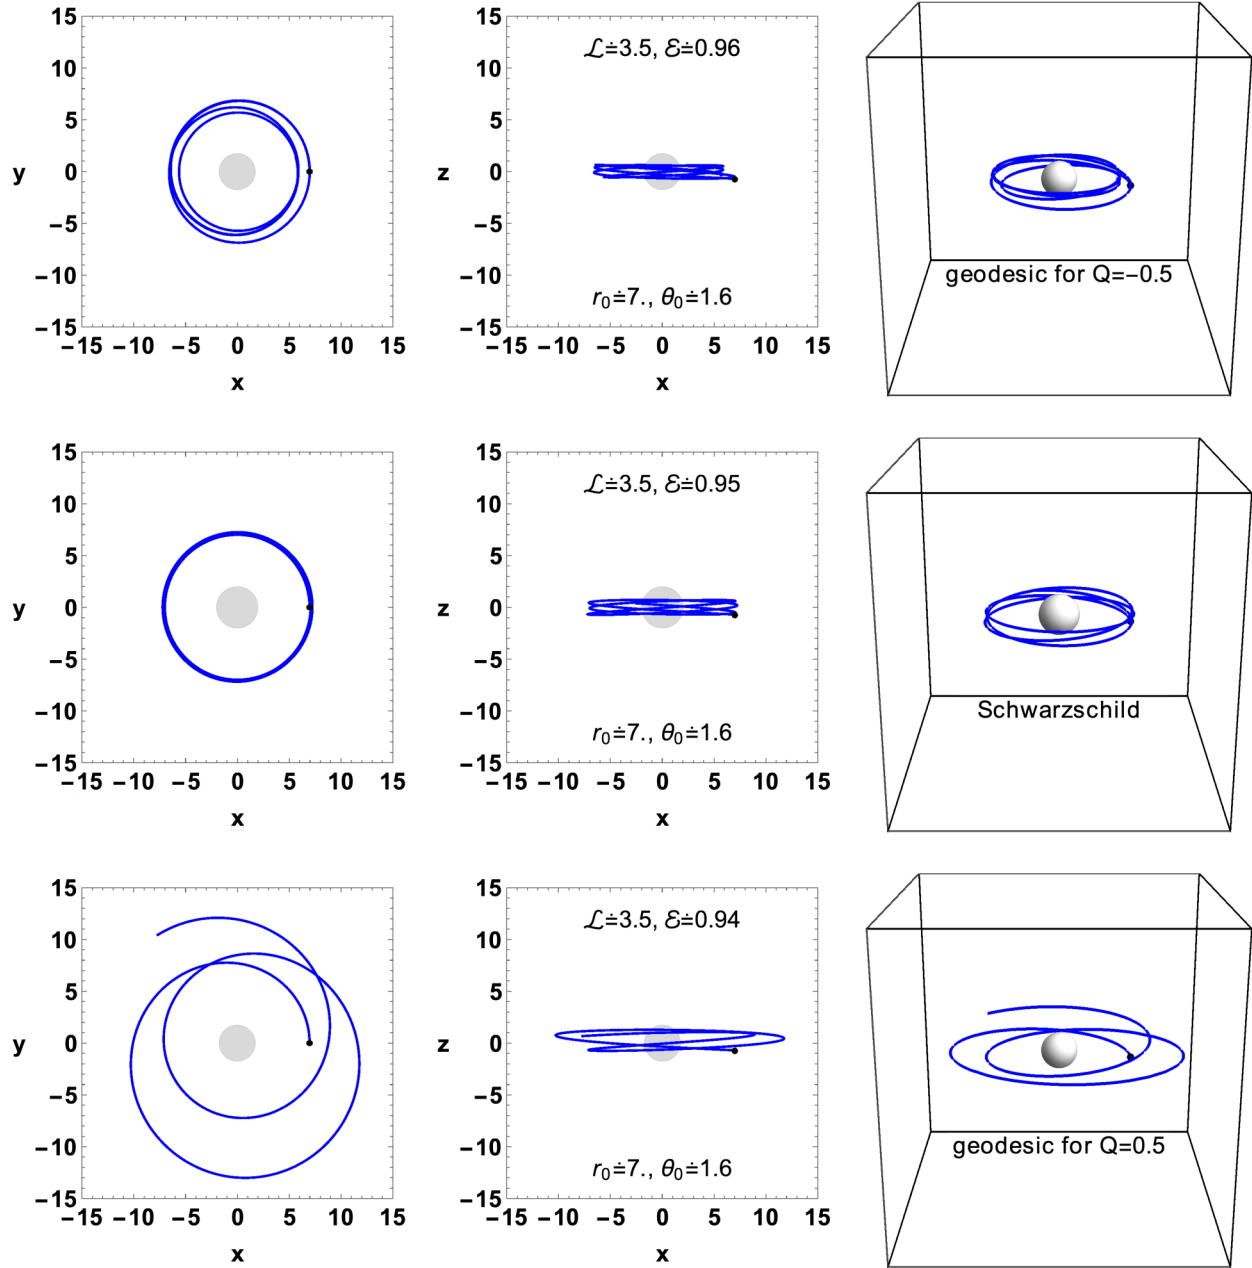 15
10
5
0
−5
−10
−15
y
−15 −10 −5 0 5 10 15
x
15
10
5
0
−5
−10
−15
z
ℒ≐3.5, ℰ≐0.96
r₀≐7., θ₀≐1.6
−15 −10 −5 0 5 10 15
x
geodesic for Q=−0.5
15
10
5
0
−5
−10
−15
y
−15 −10 −5 0 5 10 15
x
15
10
5
0
−5
−10
−15
z
ℒ≐3.5, ℰ≐0.95
r₀≐7., θ₀≐1.6
−15 −10 −5 0 5 10 15
x
Schwarzschild
15
10
5
0
−5
−10
−15
y
−15 −10 −5 0 5 10 15
x
15
10
5
0
−5
−10
−15
z
ℒ≐3.5, ℰ≐0.94
r₀≐7., θ₀≐1.6
−15 −10 −5 0 5 10 15
x
geodesic for Q=0.5